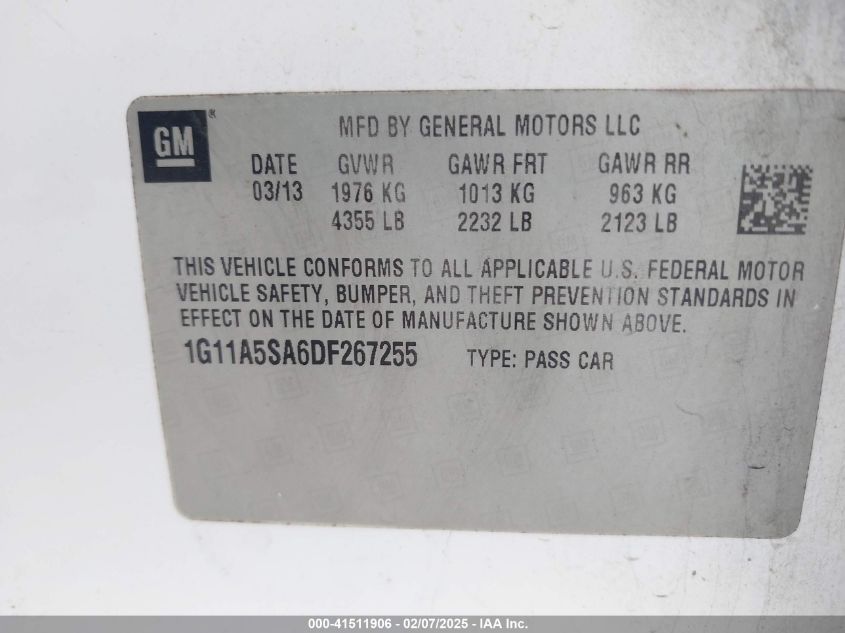 GM®
MFD BY GENERAL MOTORS LLC
DATE GVWR GAWR FRT GAWR RR
03/13 1976 KG 1013 KG 963 KG
4355 LB 2232 LB 2123 LB
THIS VEHICLE CONFORMS TO ALL APPLICABLE U.S. FEDERAL MOTOR
VEHICLE SAFETY, BUMPER, AND THEFT PREVENTION STANDARDS IN
EFFECT ON THE DATE OF MANUFACTURE SHOWN ABOVE.
1G11A5SA6DF267255 TYPE: PASS CAR
000-41511906 - 02/07/2025 - IAA Inc.